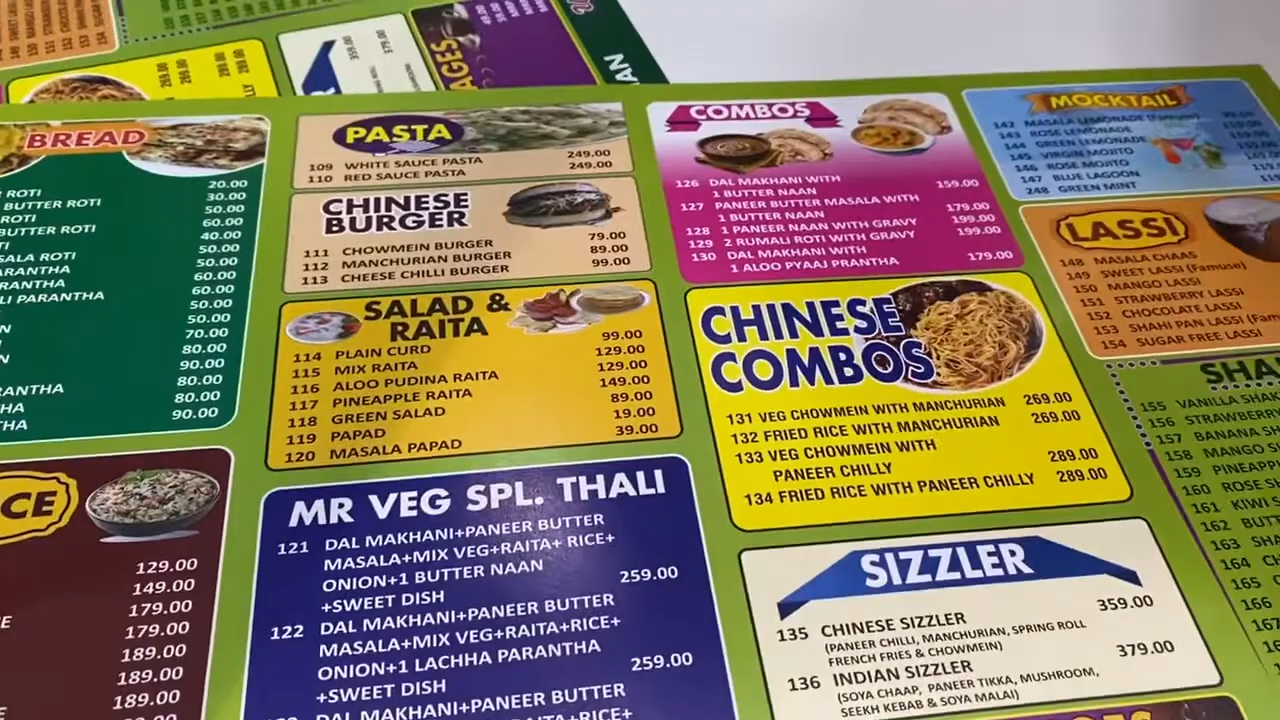 BREAD
20.00
ROTI
30.00
BUTTER ROTI
50.00
ROTI
60.00
BUTTER ROTI
40.00
50.00
SALA ROTI
50.00
ARANTHA
60.00
PARANTHA
60.00
LI PARANTHA
50.00
50.00
70.00
80.00
90.00
RANTHA
80.00
HA
80.00
THA
90.00
CE
129.00
149.00
179.00
179.00
189.00
189.00
189.00
PASTA
109 WHITE SAUCE PASTA 249.00
110 RED SAUCE PASTA 249.00
CHINESE
BURGER
111 CHOWMEIN BURGER 79.00
112 MANCHURIAN BURGER 89.00
113 CHEESE CHILLI BURGER 99.00
SALAD &
RAITA
114 PLAIN CURD 99.00
115 MIX RAITA 129.00
116 ALOO PUDINA RAITA 129.00
117 PINEAPPLE RAITA 149.00
118 GREEN SALAD 89.00
119 PAPAD 19.00
120 MASALA PAPAD 39.00
MR VEG SPL. THALI
121 DAL MAKHANI+PANEER BUTTER
MASALA+MIX VEG+RAITA+ RICE+
ONION+1 BUTTER NAAN
+SWEET DISH 259.00
122 DAL MAKHANI+PANEER BUTTER
MASALA+MIX VEG+RAITA+RICE+
ONION+1 LACHHA PARANTHA
+SWEET DISH 259.00
DAL MAKHANI+PANEER BUTTER
COMBOS
126 DAL MAKHANI WITH
1 BUTTER NAAN 159.00
127 PANEER BUTTER MASALA WITH
1 BUTTER NAAN 179.00
128 1 PANEER NAAN WITH GRAVY 199.00
129 2 RUMALI ROTI WITH GRAVY 199.00
130 DAL MAKHANI WITH
1 ALOO PYAAJ PRANTHA 179.00
CHINESE
COMBOS
131 VEG CHOWMEIN WITH MANCHURIAN 269.00
132 FRIED RICE WITH MANCHURIAN 269.00
133 VEG CHOWMEIN WITH
PANEER CHILLY 289.00
134 FRIED RICE WITH PANEER CHILLY 289.00
SIZZLER
135 CHINESE SIZZLER 359.00
(PANEER CHILLI, MANCHURIAN, SPRING ROLL
FRENCH FRIES & CHOWMEIN)
136 INDIAN SIZZLER 379.00
(SOYA CHAAP, PANEER TIKKA, MUSHROOM,
SEEKH KEBAB & SOYA MALAI)
MOCKTAIL
142 MASALA LEMONADE (Famuse)
143 ROSE LEMONADE
144 GREEN LEMONADE
145 VIRGIN MOJITO
146 ROSE MOJITO
147 BLUE LAGOON
248 GREEN MINT
LASSI
148 MASALA CHAAS
149 SWEET LASSI (Famuse)
150 MANGO LASSI
151 STRAWBERRY LASSI
152 CHOCOLATE LASSI
153 SHAHI PAN LASSI (Fam
154 SUGAR FREE LASSI
SHA
155 VANILLA SHAK
156 STRAWBERRY
157 BANANA SH
158 MANGO S
159 PINEAPP
160 ROSE S
161 KIWI S
162 BUTT
163 SHA
164 CH
165
166